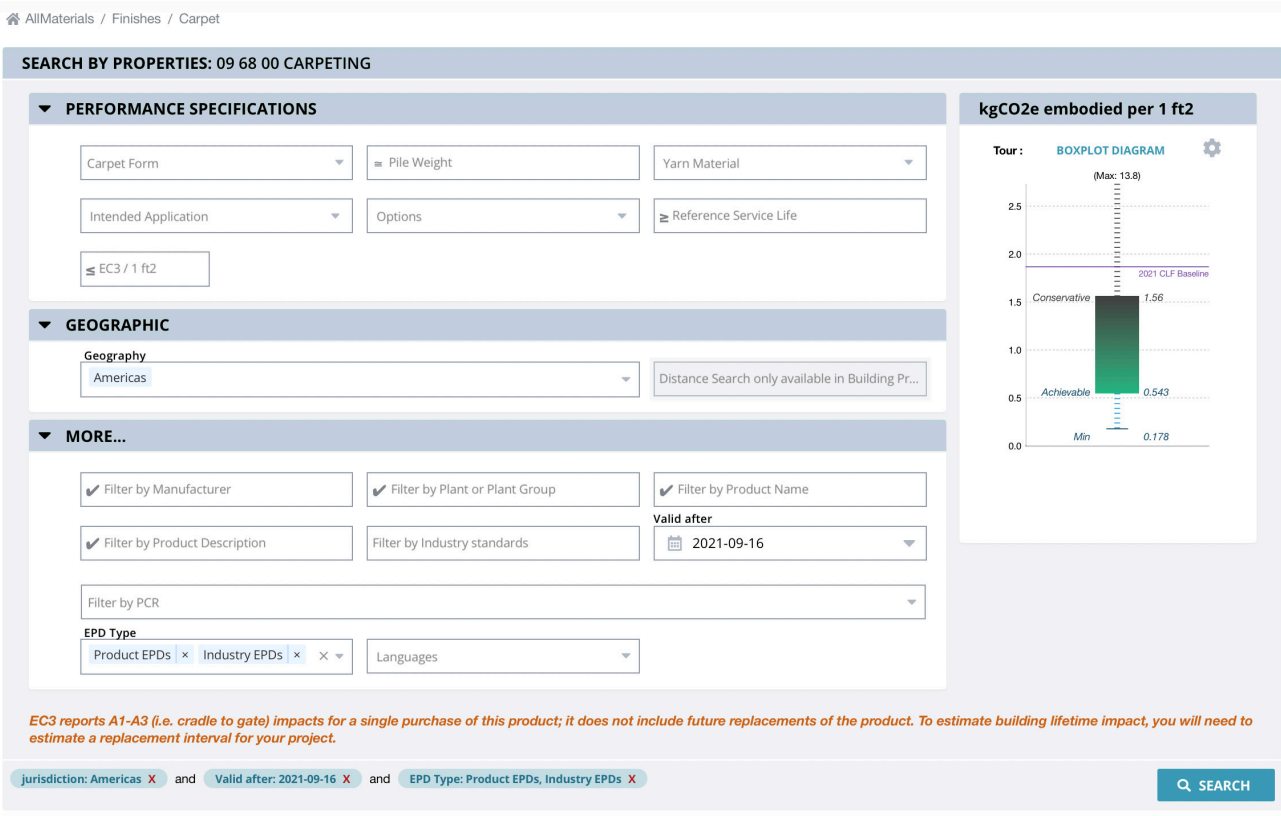 AllMaterials / Finishes / Carpet
SEARCH BY PROPERTIES: 09 68 00 CARPETING
PERFORMANCE SPECIFICATIONS
Carpet Form
≅ Pile Weight
Yarn Material
Intended Application
Options
≥ Reference Service Life
≤ EC3 / 1 ft2
GEOGRAPHIC
Geography
Americas
Distance Search only available in Building Pr...
MORE...
✔ Filter by Manufacturer
✔ Filter by Plant or Plant Group
✔ Filter by Product Name
✔ Filter by Product Description
Filter by Industry standards
Valid after
2021-09-16
Filter by PCR
EPD Type
Product EPDs × Industry EPDs ×
Languages
kgCO2e embodied per 1 ft2
Tour : BOXPLOT DIAGRAM
(Max: 13.8)
2.5
2.0
2021 CLF Baseline
1.5
Conservative 1.56
1.0
0.5
Achievable 0.543
Min 0.178
0.0
EC3 reports A1-A3 (i.e. cradle to gate) impacts for a single purchase of this product; it does not include future replacements of the product. To estimate building lifetime impact, you will need to
estimate a replacement interval for your project.
jurisdiction: Americas X and Valid after: 2021-09-16 X and EPD Type: Product EPDs, Industry EPDs X
SEARCH